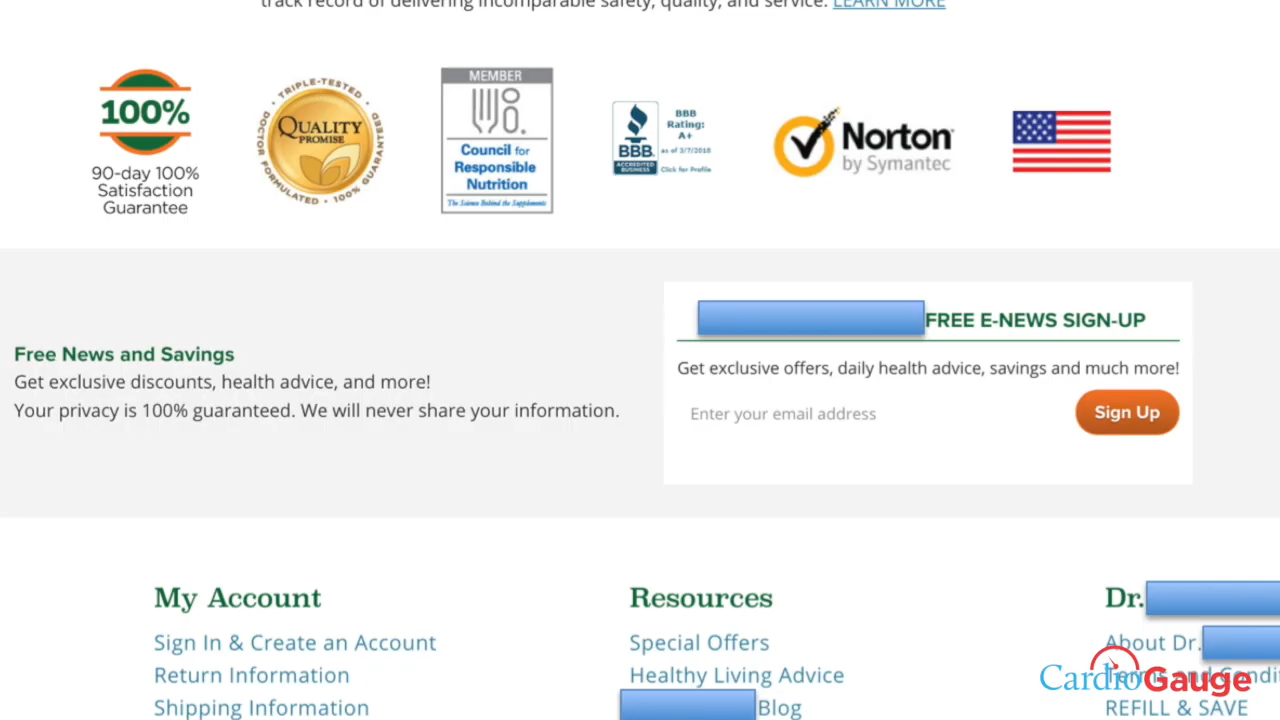 track record of delivering incomparable safety, quality, and service. LEARN MORE
100%
90-day 100%
Satisfaction
Guarantee
TRIPLE-TESTED
QUALITY
PROMISE
DOCTOR FORMULATED • 100% GUARANTEED
MEMBER
Council for
Responsible
Nutrition
The Science Behind the Supplements
BBB
ACCREDITED
BUSINESS
BBB
Rating:
A+
as of 3/7/2018
Click for Profile
Norton
by Symantec
Free News and Savings
Get exclusive discounts, health advice, and more!
Your privacy is 100% guaranteed. We will never share your information.
FREE E-NEWS SIGN-UP
Get exclusive offers, daily health advice, savings and much more!
Enter your email address
Sign Up
My Account
Sign In & Create an Account
Return Information
Shipping Information
Resources
Special Offers
Healthy Living Advice
Blog
Dr.
About Dr.
Terms and Condit
REFILL & SAVE
CardioGauge